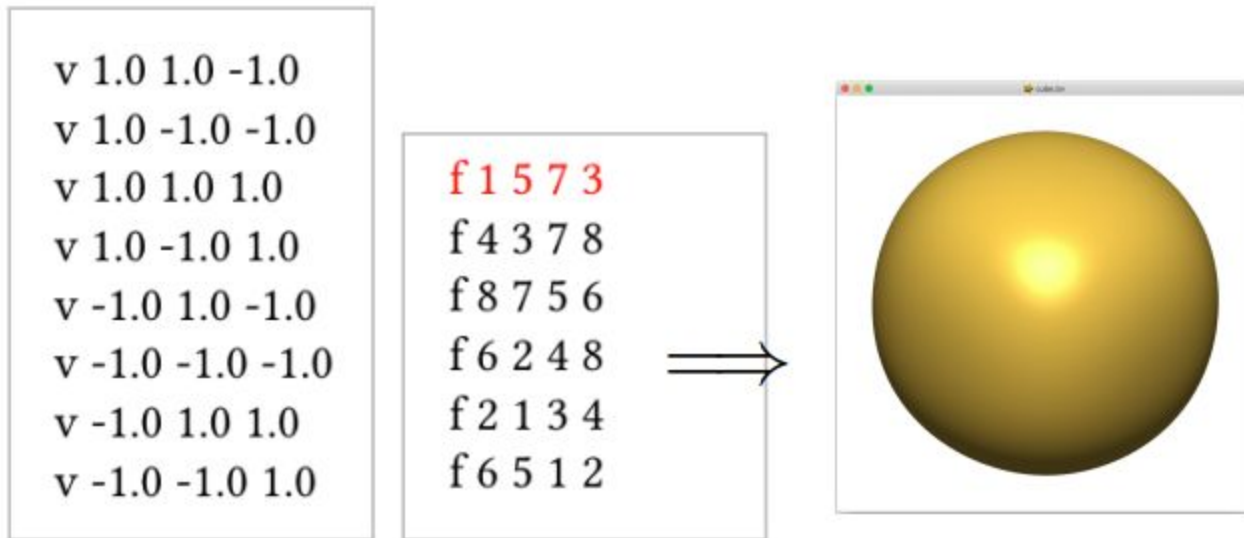 v 1.0 1.0 -1.0
v 1.0 -1.0 -1.0
v 1.0 1.0 1.0
v 1.0 -1.0 1.0
v -1.0 1.0 -1.0
v -1.0 -1.0 -1.0
v -1.0 1.0 1.0
v -1.0 -1.0 1.0
f 1 5 7 3
f 4 3 7 8
f 8 7 5 6
f 6 2 4 8
f 2 1 3 4
f 6 5 1 2